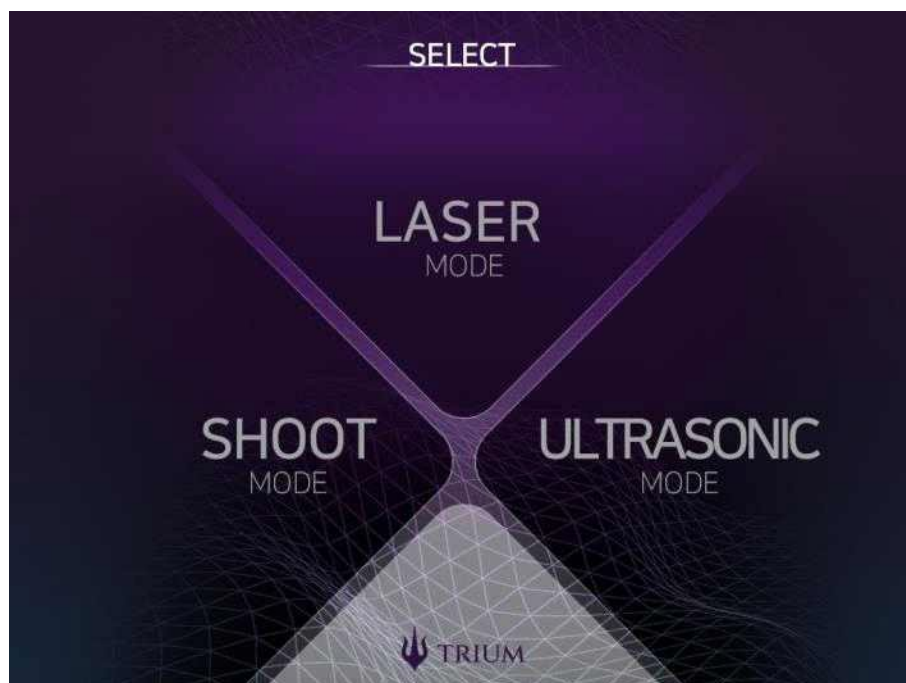 SELECT
LASER
MODE
SHOOT
MODE
ULTRASONIC
MODE
TRIUM